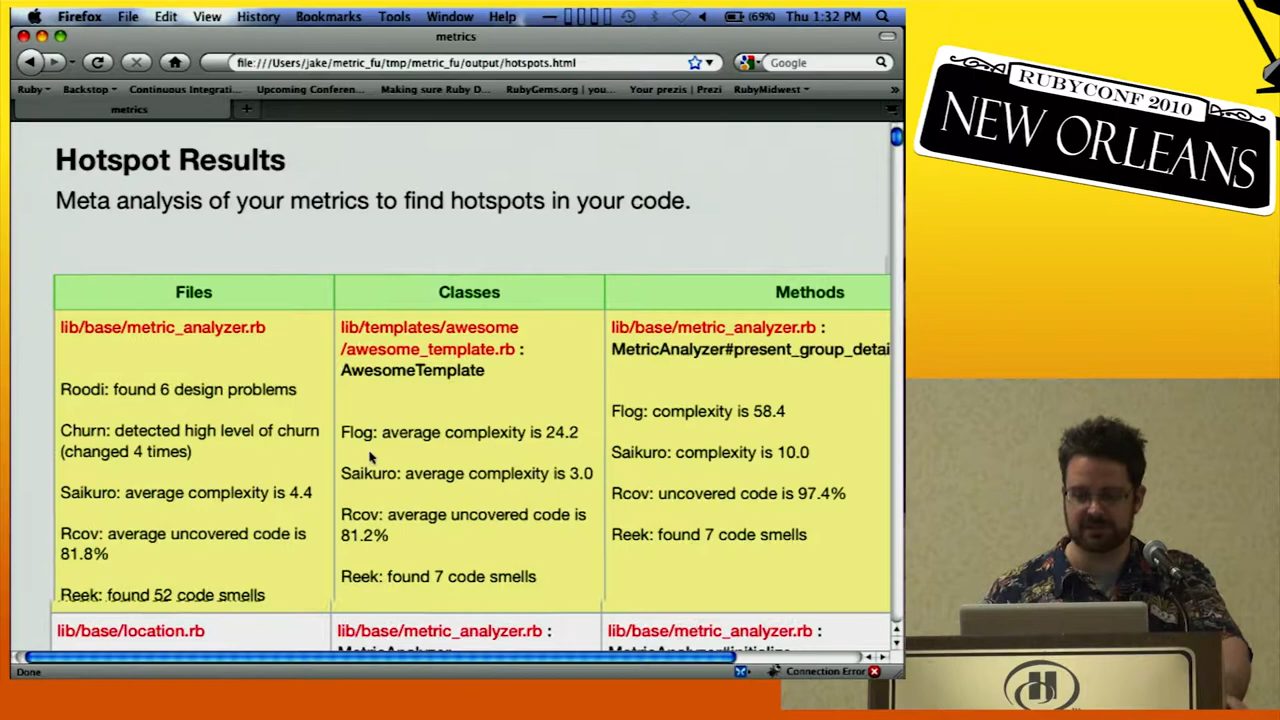 Firefox File Edit View History Bookmarks Tools Window Help (69%) Thu 1:32 PM
metrics
file:///Users/jake/metric_fu/tmp/metric_fu/output/hotspots.html
Google
Ruby Backstop Continuous Integrati... Upcoming Conferen... Making sure Ruby D... RubyGems.org | you... Your prezis | Prezi RubyMidwest »
metrics
Hotspot Results
Meta analysis of your metrics to find hotspots in your code.
Files
lib/base/metric_analyzer.rb
Roodi: found 6 design problems
Churn: detected high level of churn
(changed 4 times)
Saikuro: average complexity is 4.4
Rcov: average uncovered code is
81.8%
Reek: found 52 code smells
lib/base/location.rb
Classes
lib/templates/awesome
/awesome_template.rb :
AwesomeTemplate
Flog: average complexity is 24.2
Saikuro: average complexity is 3.0
Rcov: average uncovered code is
81.2%
Reek: found 7 code smells
lib/base/metric_analyzer.rb :
MetricAnalyzer
Methods
lib/base/metric_analyzer.rb :
MetricAnalyzer#present_group_detai
Flog: complexity is 58.4
Saikuro: complexity is 10.0
Rcov: uncovered code is 97.4%
Reek: found 7 code smells
lib/base/metric_analyzer.rb :
MetricAnalyzer#initialize
Done
Connection Error
RUBYCONF 2010
NEW ORLEANS
H